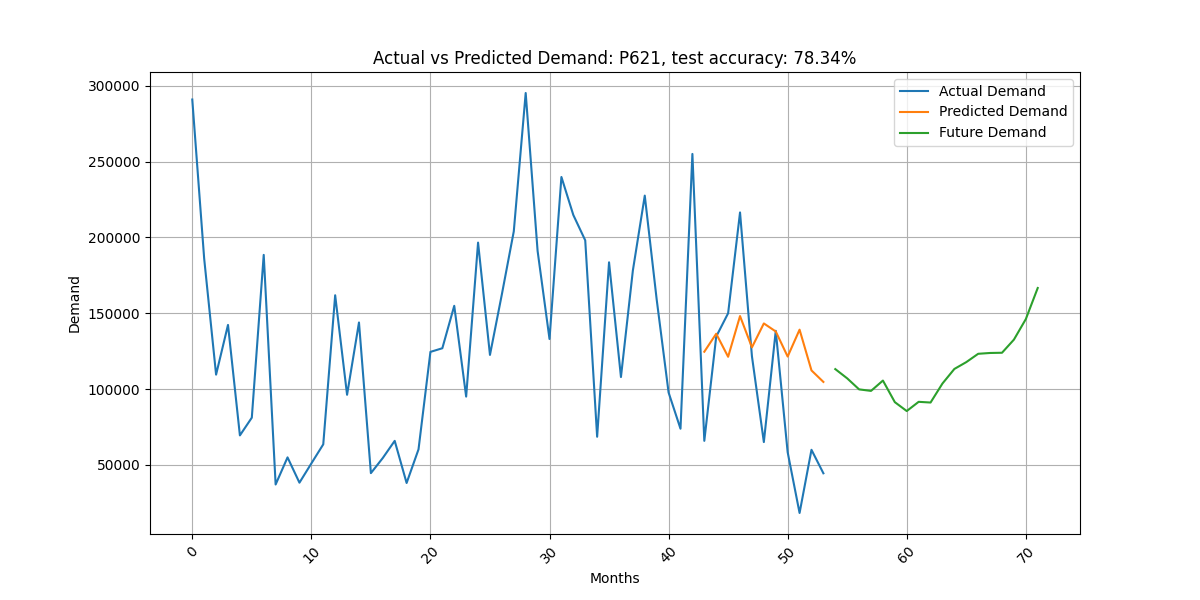 Actual vs Predicted Demand: P621, test accuracy: 78.34%
Actual Demand
Predicted Demand
Future Demand
Demand
300000
250000
200000
150000
100000
50000
0 10 20 30 40 50 60 70
Months